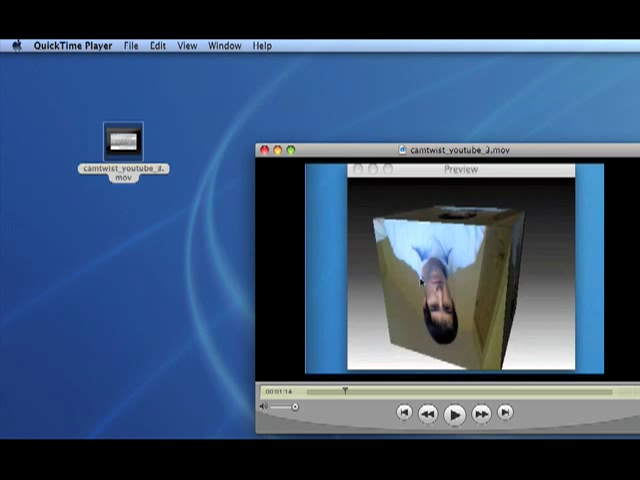 QuickTime Player File Edit View Window Help
camtwist_youtube_3.
mov
camtwist_youtube_3.mov
Preview
00:01:14